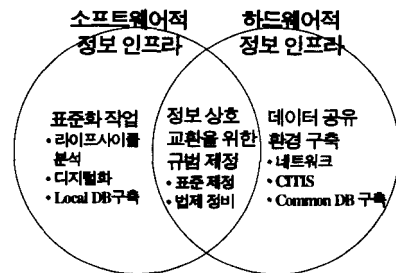 소프트웨어적
정보 인프라
하드웨어적
정보 인프라
표준화 작업
• 라이프사이클
분석
• 디지털화
• Local DB구축
정보 상호
교환을 위한
규범 제정
• 표준 제정
• 법제 정비
데이터 공유
환경 구축
• 네트워크
• CITIS
• Common DB 구축